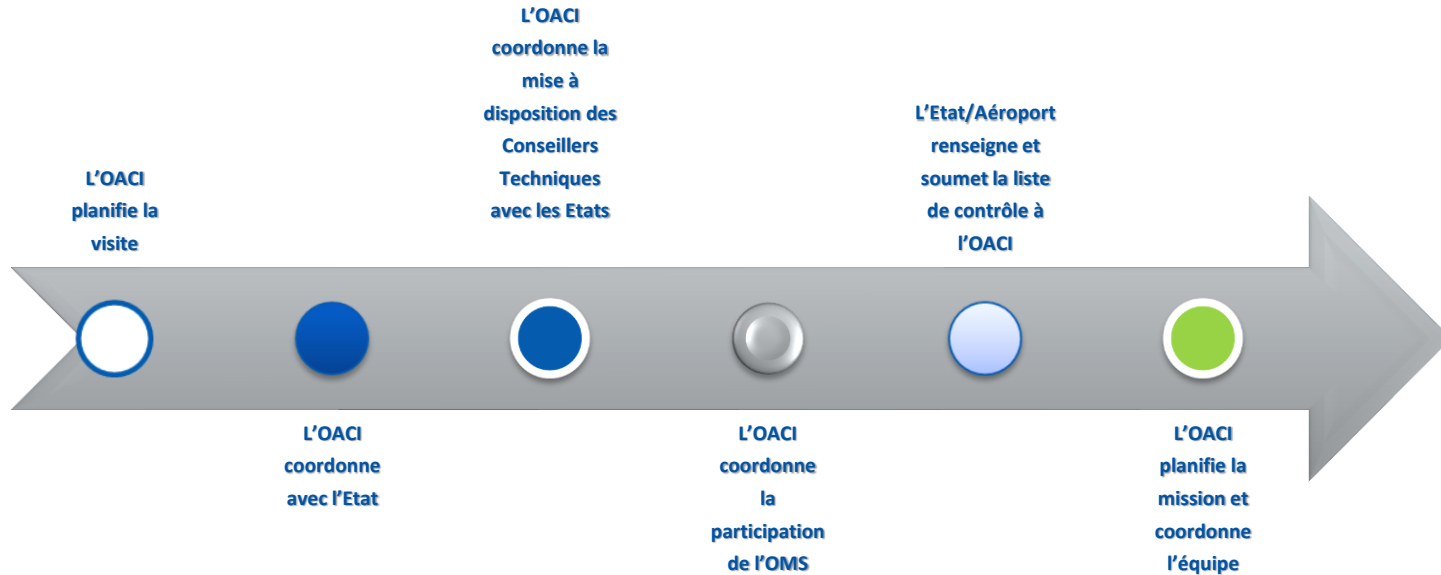 L’OACI
planifie la
visite
L’OACI
coordonne
avec l’Etat
L’OACI
coordonne la
mise à
disposition des
Conseillers
Techniques
avec les Etats
L’OACI
coordonne
la
participation
de l’OMS
L’Etat/Aéroport
renseigne et
soumet la liste
de contrôle à
l’OACI
L’OACI
planifie la
mission et
coordonne
l’équipe